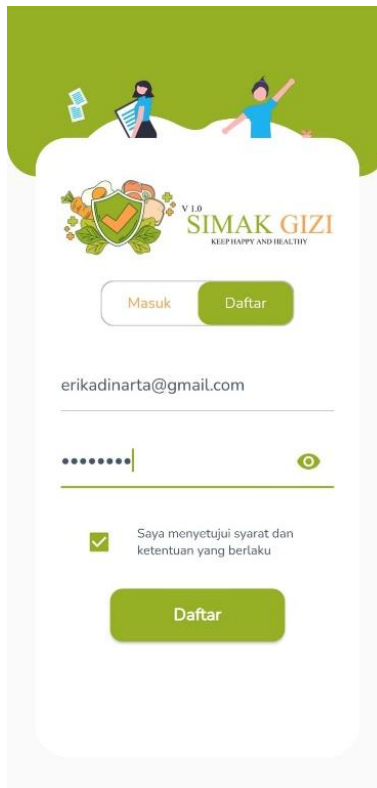 V 1.0
SIMAK GIZI
KEEP HAPPY AND HEALTHY
Masuk Daftar
erikadinarta@gmail.com
••••••••
Saya menyetujui syarat dan
ketentuan yang berlaku
Daftar